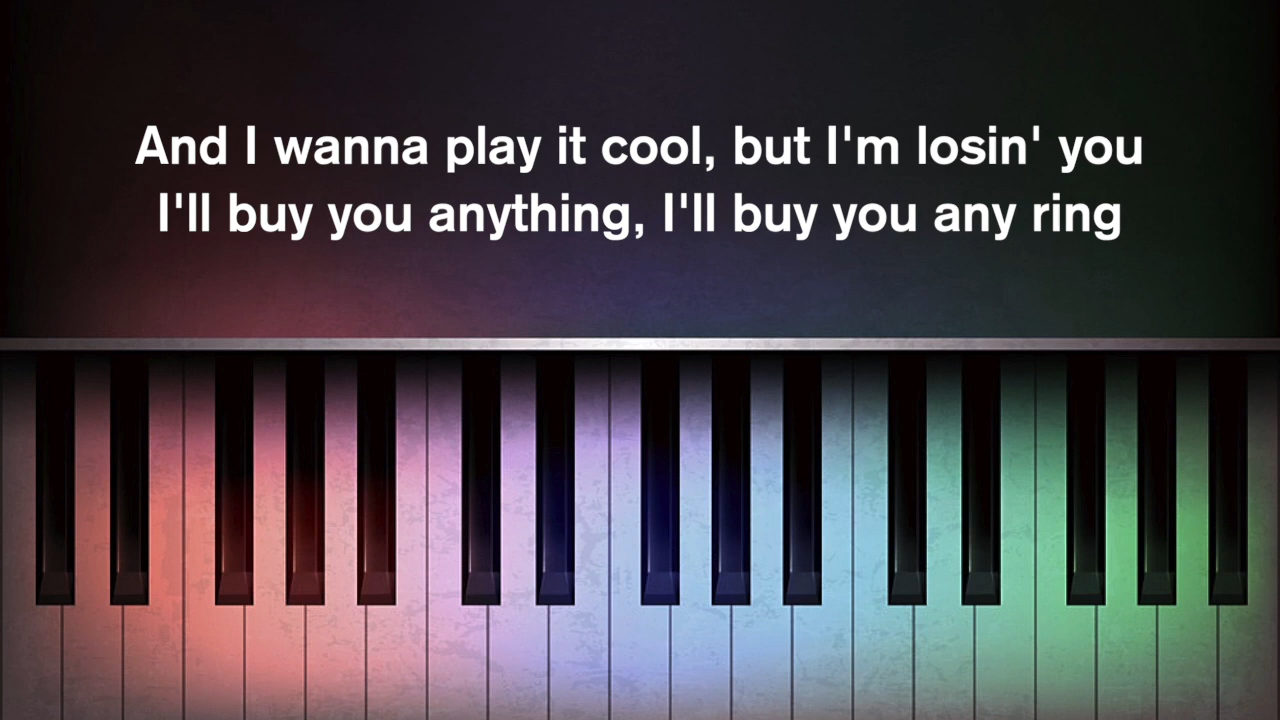 And I wanna play it cool, but I'm losin' you
I'll buy you anything, I'll buy you any ring